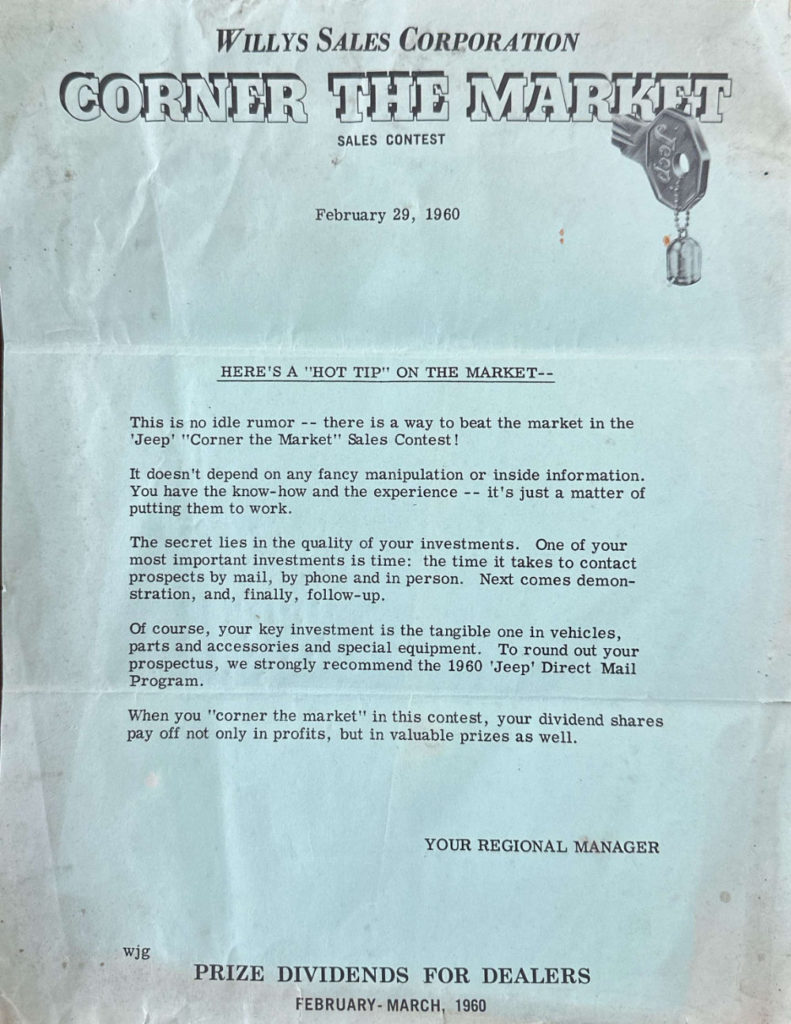 WILLYS SALES CORPORATION
CORNER THE MARKET
SALES CONTEST
Jeep
February 29, 1960
HERE'S A "HOT TIP" ON THE MARKET--
This is no idle rumor -- there is a way to beat the market in the
'Jeep' "Corner the Market" Sales Contest!
It doesn't depend on any fancy manipulation or inside information.
You have the know-how and the experience -- it's just a matter of
putting them to work.
The secret lies in the quality of your investments. One of your
most important investments is time: the time it takes to contact
prospects by mail, by phone and in person. Next comes demon-
stration, and, finally, follow-up.
Of course, your key investment is the tangible one in vehicles,
parts and accessories and special equipment. To round out your
prospectus, we strongly recommend the 1960 'Jeep' Direct Mail
Program.
When you "corner the market" in this contest, your dividend shares
pay off not only in profits, but in valuable prizes as well.
YOUR REGIONAL MANAGER
wjg
PRIZE DIVIDENDS FOR DEALERS
FEBRUARY-MARCH, 1960